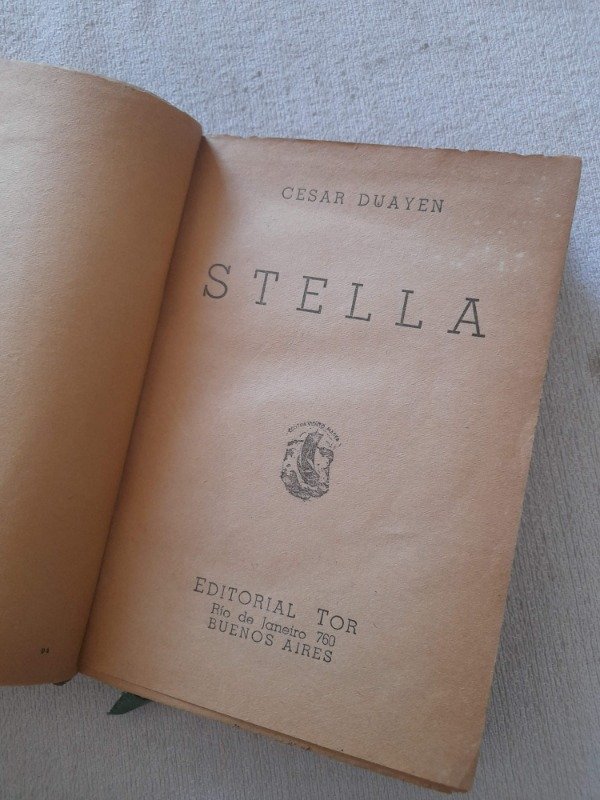 CESAR DUAYEN
STELLA
EDITORIAL TOR
Río de Janeiro 760
BUENOS AIRES